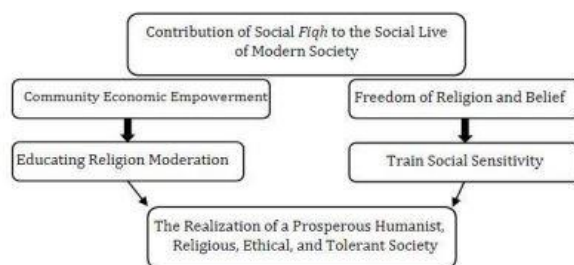 Contribution of Social Fiqh to the Social Live
of Modern Society
Community Economic Empowerment
Freedom of Religion and Belief
Educating Religion Moderation
Train Social Sensitivity
The Realization of a Prosperous Humanist,
Religious, Ethical, and Tolerant Society